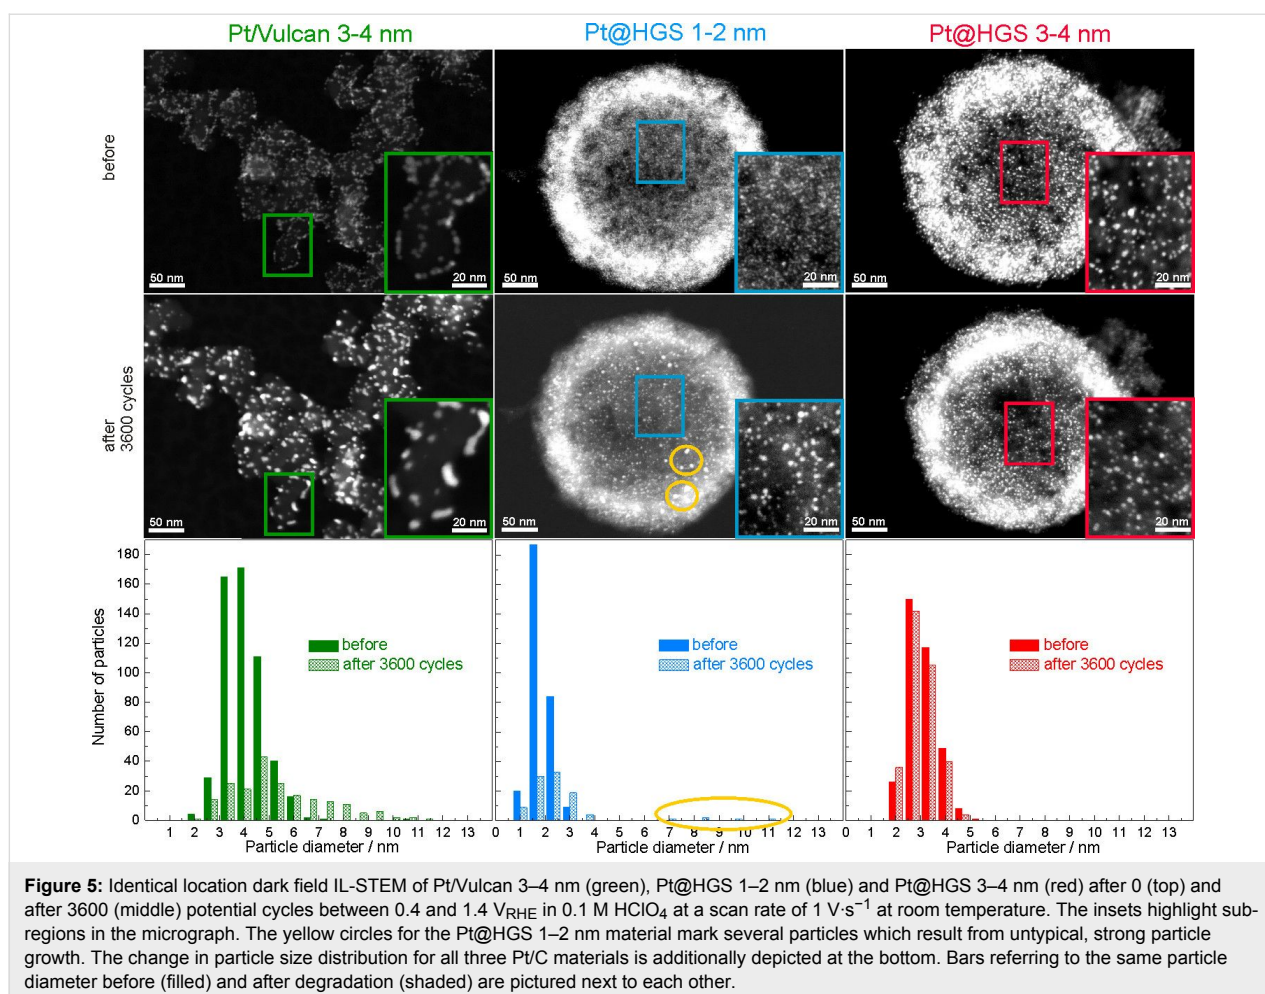 Pt/Vulcan 3-4 nm
Pt@HGS 1-2 nm
Pt@HGS 3-4 nm
before
50 nm
20 nm
50 nm
20 nm
50 nm
20 nm
after
3600 cycles
50 nm
20 nm
50 nm
20 nm
50 nm
20 nm
Number of particles
180
160
140
120
100
80
60
40
20
0
before
after 3600 cycles
before
after 3600 cycles
before
after 3600 cycles
1 2 3 4 5 6 7 8 9 10 11 12 13
0 1 2 3 4 5 6 7 8 9 10 11 12 13
0 1 2 3 4 5 6 7 8 9 10 11 12 13
Particle diameter / nm
Particle diameter / nm
Particle diameter / nm
Figure 5: Identical location dark field IL-STEM of Pt/Vulcan 3–4 nm (green), Pt@HGS 1–2 nm (blue) and Pt@HGS 3–4 nm (red) after 0 (top) and
after 3600 (middle) potential cycles between 0.4 and 1.4 V_RHE in 0.1 M HClO₄ at a scan rate of 1 V·s⁻¹ at room temperature. The insets highlight sub-
regions in the micrograph. The yellow circles for the Pt@HGS 1–2 nm material mark several particles which result from untypical, strong particle
growth. The change in particle size distribution for all three Pt/C materials is additionally depicted at the bottom. Bars referring to the same particle
diameter before (filled) and after degradation (shaded) are pictured next to each other.